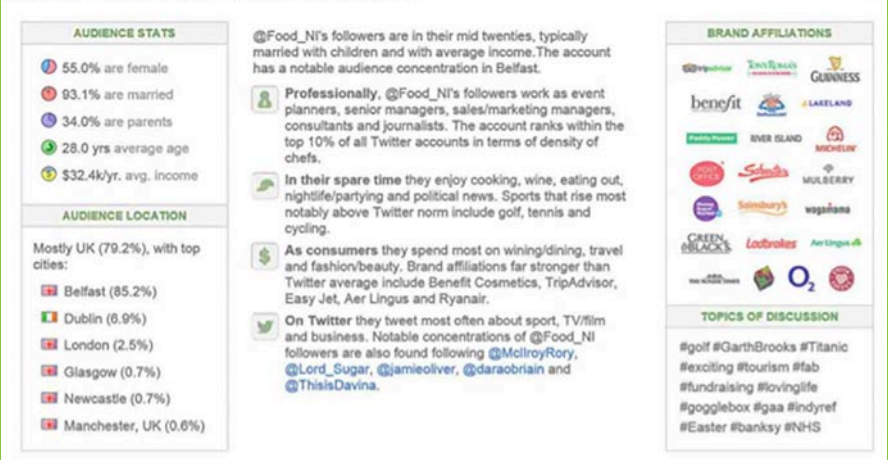 AUDIENCE STATS
55.0% are female
93.1% are married
34.0% are parents
28.0 yrs average age
$32.4k/yr. avg. income
AUDIENCE LOCATION
Mostly UK (79.2%), with top
cities:
Belfast (85.2%)
Dublin (6.9%)
London (2.5%)
Glasgow (0.7%)
Newcastle (0.7%)
Manchester, UK (0.6%)
@Food_NI's followers are in their mid twenties, typically
married with children and with average income.The account
has a notable audience concentration in Belfast.
Professionally, @Food_NI's followers work as event
planners, senior managers, sales/marketing managers,
consultants and journalists. The account ranks within the
top 10% of all Twitter accounts in terms of density of
chefs.
In their spare time they enjoy cooking, wine, eating out,
nightlife/partying and political news. Sports that rise most
notably above Twitter norm include golf, tennis and
cycling.
$
As consumers they spend most on wining/dining, travel
and fashion/beauty. Brand affiliations far stronger than
Twitter average include Benefit Cosmetics, TripAdvisor,
Easy Jet, Aer Lingus and Ryanair.
On Twitter they tweet most often about sport, TV/film
and business. Notable concentrations of @Food_NI
followers are also found following @McIlroyRory,
@Lord_Sugar, @jamieoliver, @daraobriain and
@ThisisDavina.
BRAND AFFILIATIONS
tripadvisor
GUINNESS
benefit LAKELAND
Paddy Power RIVER ISLAND MICHELIN
POST OFFICE MULBERRY
Sainsbury's wagamama
GREEN & BLACK'S Ladbrokes Aer Lingus
O2
TOPICS OF DISCUSSION
#golf #GarthBrooks #Titanic
#exciting #tourism #fab
#fundraising #lovinglife
#gogglebox #gaa #indyref
#Easter #banksy #NHS